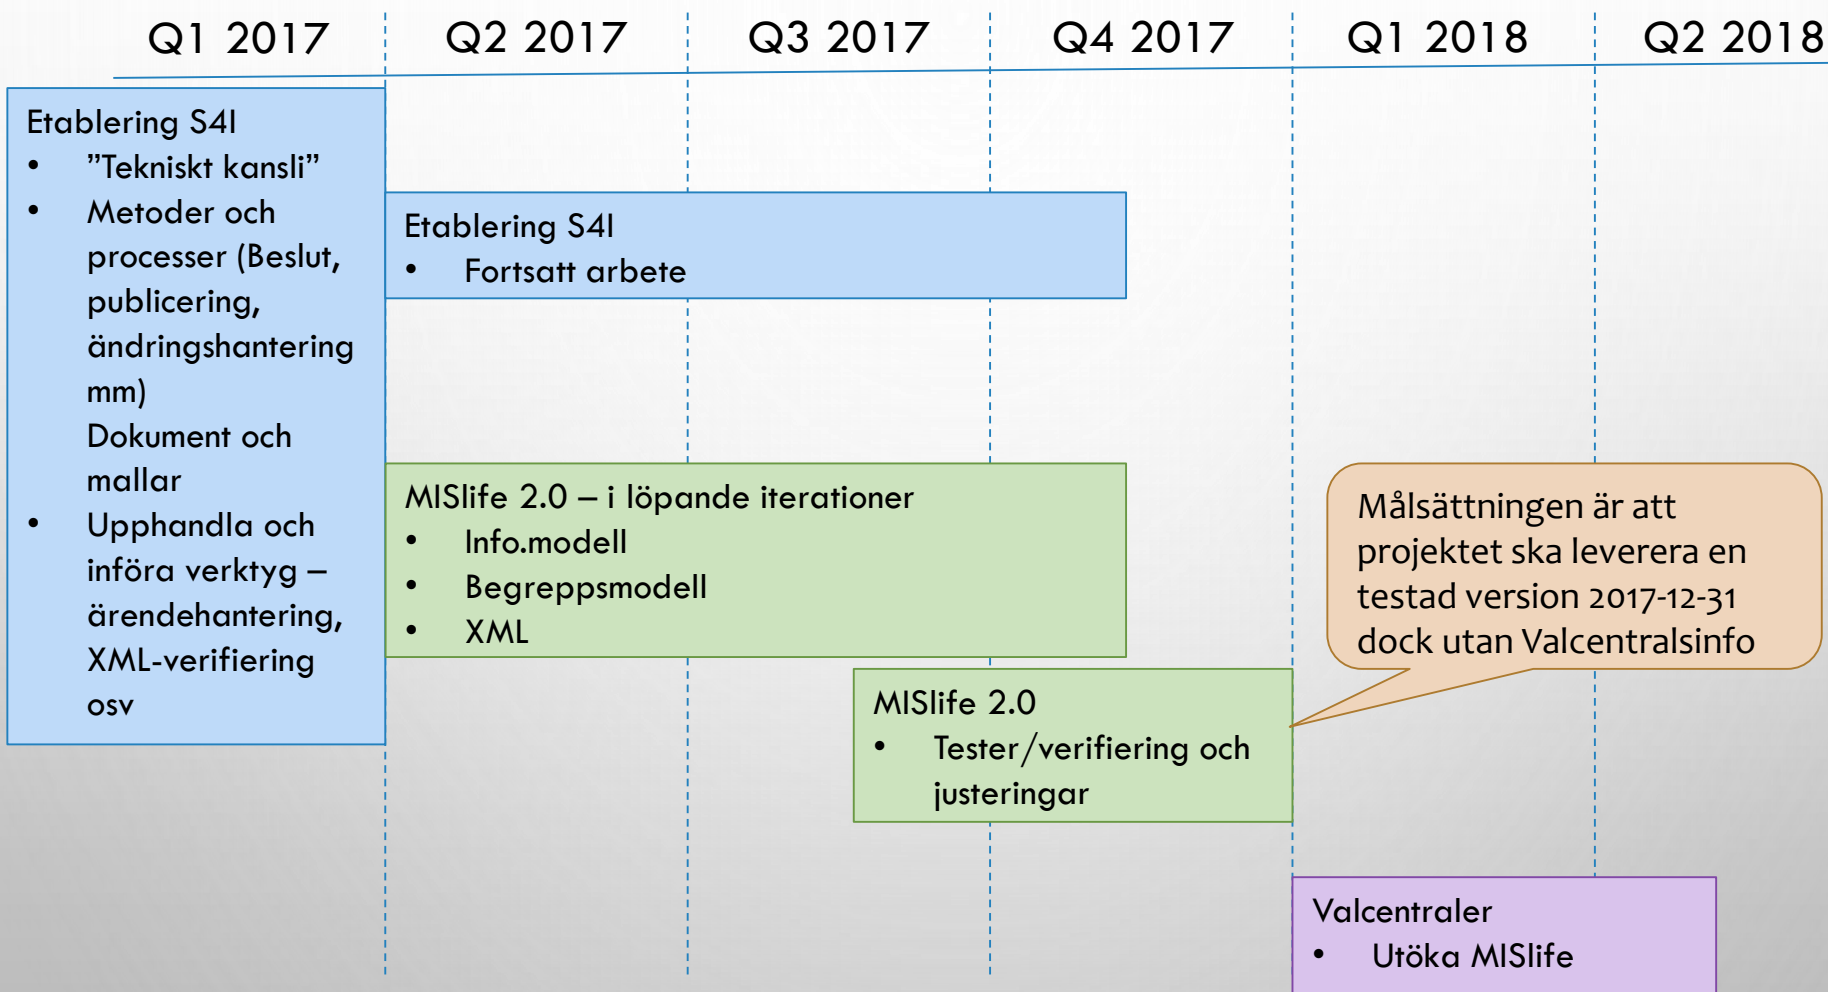 Q1 2017
Q2 2017
Q3 2017
Q4 2017
Q1 2018
Q2 2018
Etablering S4I
• ”Tekniskt kansli”
• Metoder och
processer (Beslut,
publicering,
ändringshantering
mm)
Dokument och
mallar
• Upphandla och
införa verktyg –
ärendehantering,
XML-verifiering
osv
Etablering S4I
• Fortsatt arbete
MISlife 2.0 – i löpande iterationer
• Info.modell
• Begreppsmodell
• XML
Målsättningen är att
projektet ska leverera en
testad version 2017-12-31
dock utan Valcentralsinfo
MISlife 2.0
• Tester/verifiering och
justeringar
Valcentraler
• Utöka MISlife